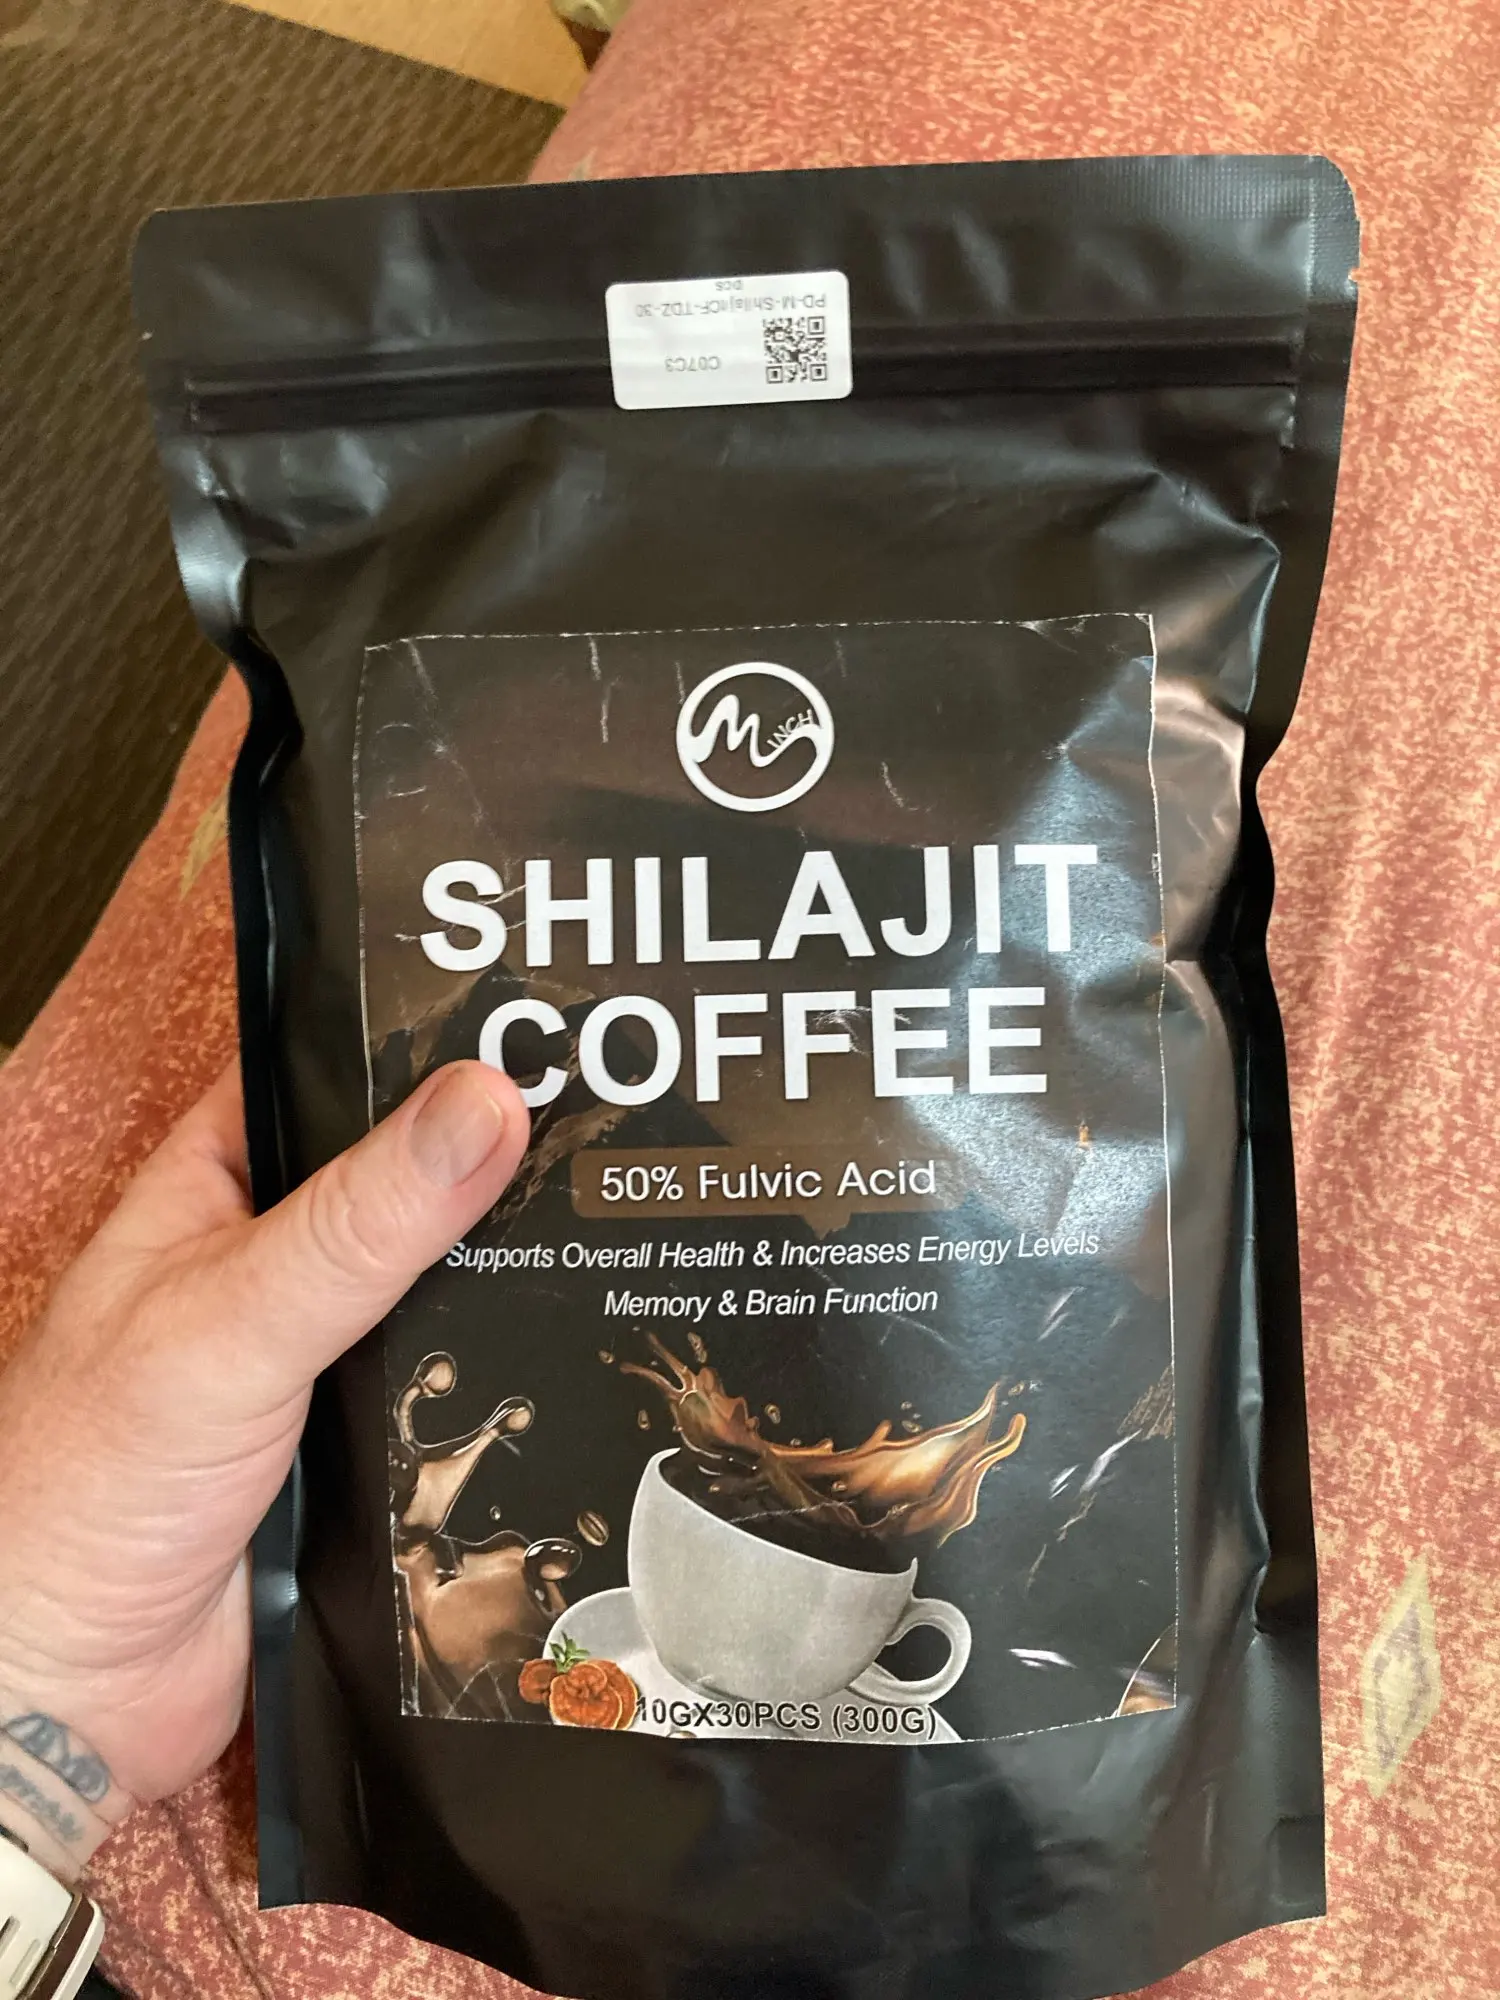 PD-M-ShilajitCF-TDZ-30
pcs
C07C3
MINCH
SHILAJIT
COFFEE
50% Fulvic Acid
Supports Overall Health & Increases Energy Levels
Memory & Brain Function
10GX30PCS (300G)